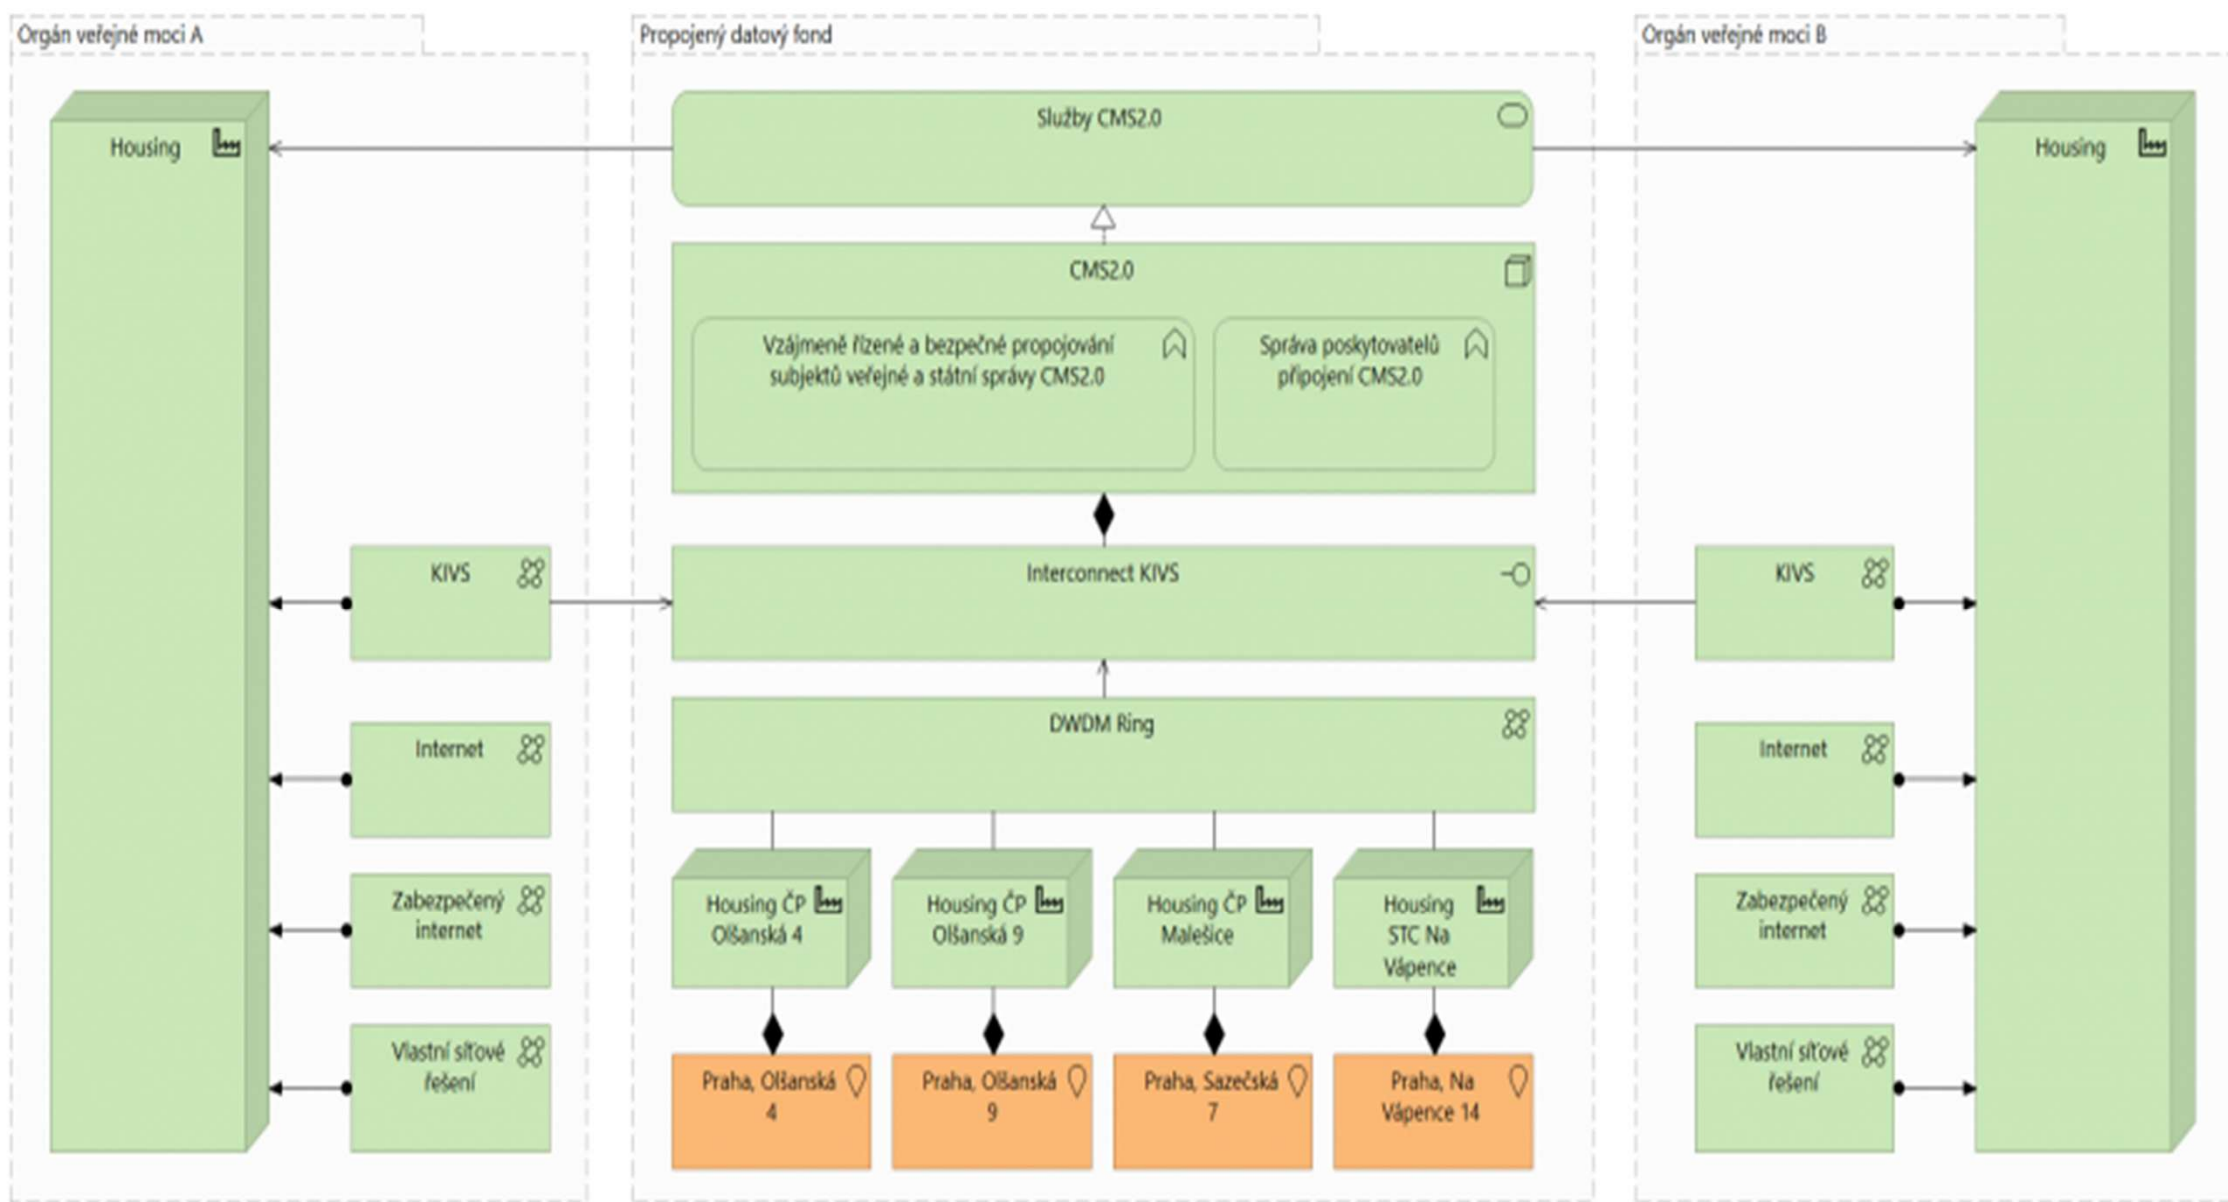 Orgán veřejné moci A
Propojený datový fond
Orgán veřejné moci B
Housing
Služby CMS2.0
Housing
CMS2.0
Vzájmeně řízené a bezpečné propojování
subjektů veřejné a státní správy CMS2.0
Správa poskytovatelů
připojení CMS2.0
KIVS
Interconnect KIVS
KIVS
Internet
DWDM Ring
Internet
Zabezpečený
internet
Housing ČP
Olšanská 4
Housing ČP
Olšanská 9
Housing ČP
Malešice
Housing
STC Na
Vápence
Zabezpečený
internet
Vlastní síťové
řešení
Praha, Olšanská
4
Praha, Olšanská
9
Praha, Sazečská
7
Praha, Na
Vápence 14
Vlastní síťové
řešení